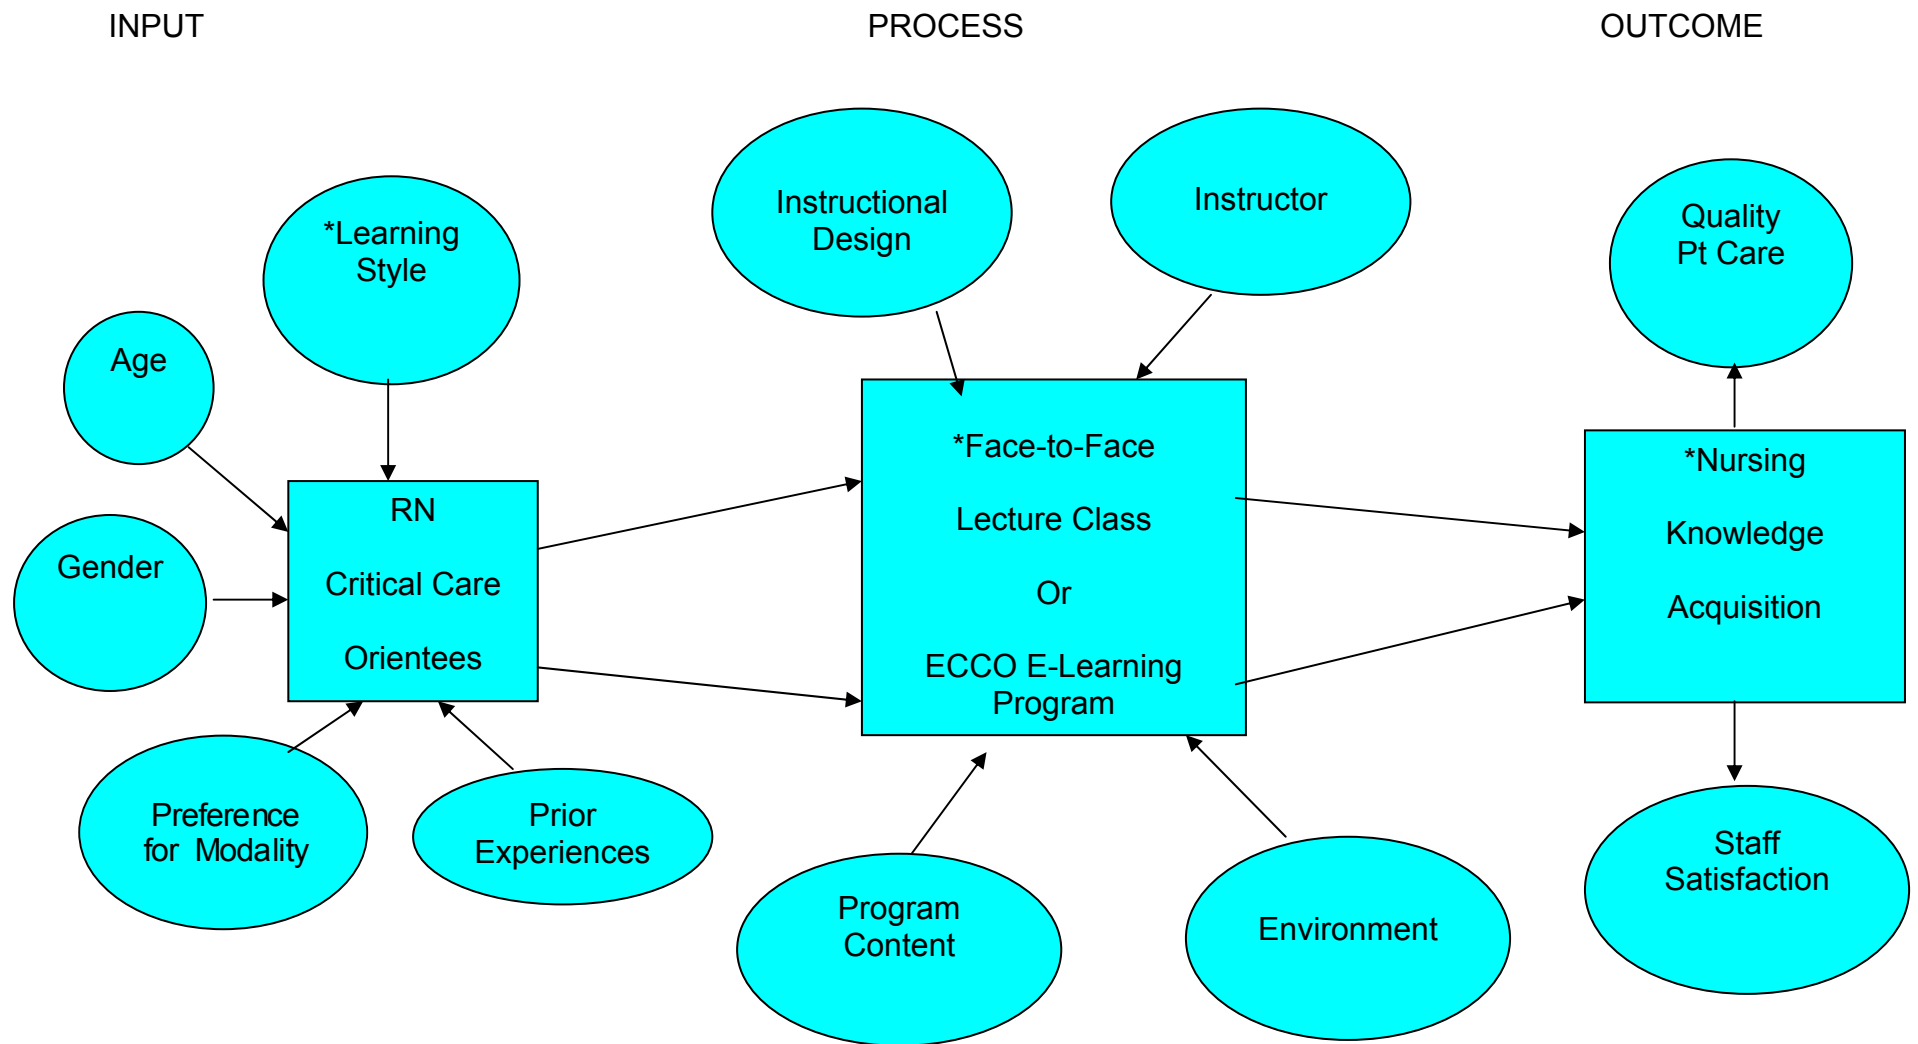 INPUT
PROCESS
OUTCOME
*Learning
Style
Age
Gender
RN
Critical Care
Orientees
Preference
for Modality
Prior
Experiences
Instructional
Design
Instructor
*Face-to-Face
Lecture Class
Or
ECCO E-Learning
Program
Program
Content
Environment
Quality
Pt Care
*Nursing
Knowledge
Acquisition
Staff
Satisfaction